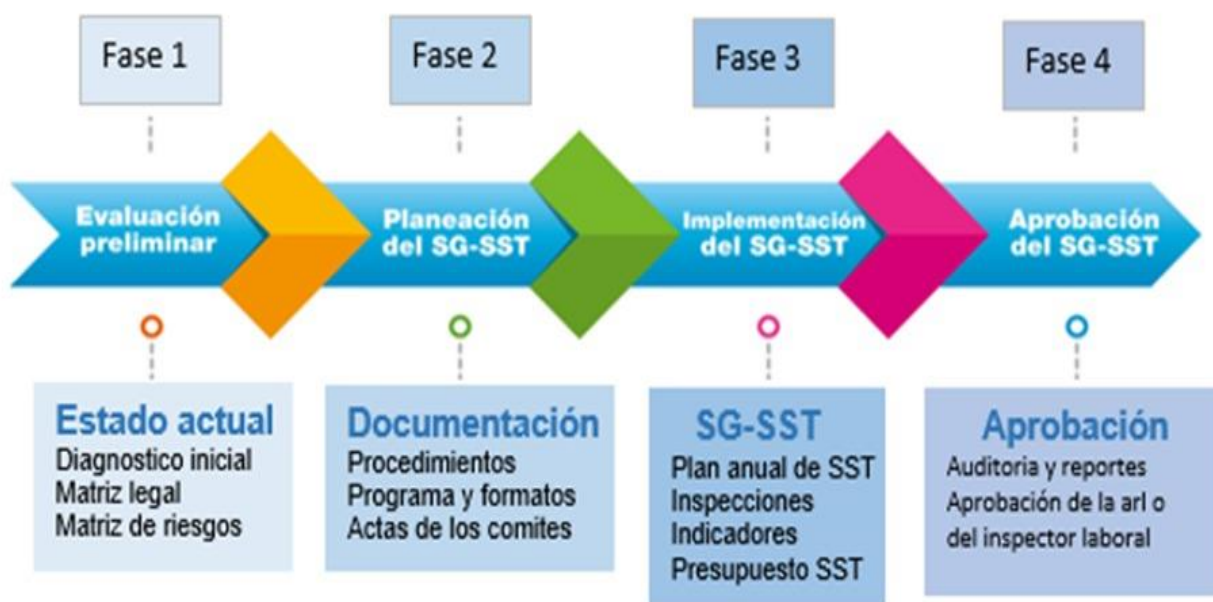 Fase 1
Fase 2
Fase 3
Fase 4
Evaluación
preliminar
Planeación
del SG-SST
Implementación
del SG-SST
Aprobación
del SG-SST
Estado actual
Diagnostico inicial
Matriz legal
Matriz de riesgos
Documentación
Procedimientos
Programa y formatos
Actas de los comites
SG-SST
Plan anual de SST
Inspecciones
Indicadores
Presupuesto SST
Aprobación
Auditoria y reportes
Aprobación de la arl o
del inspector laboral